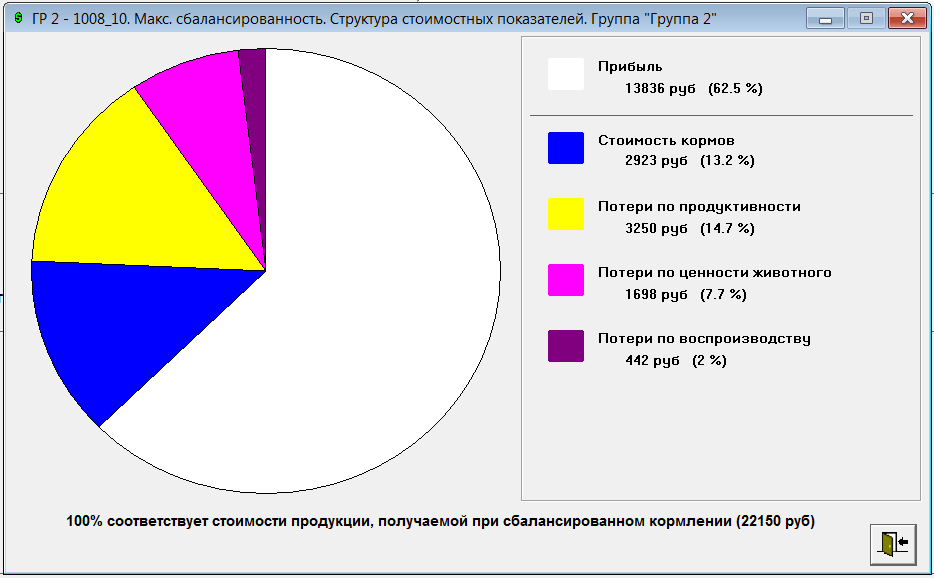 ГР 2 - 1008_10. Макс. сбалансированность. Структура стоимостных показателей. Группа "Группа 2"
Прибыль
13836 руб (62.5 %)
Стоимость кормов
2923 руб (13.2 %)
Потери по продуктивности
3250 руб (14.7 %)
Потери по ценности животного
1698 руб (7.7 %)
Потери по воспроизводству
442 руб (2 %)
100% соответствует стоимости продукции, получаемой при сбалансированном кормлении (22150 руб)